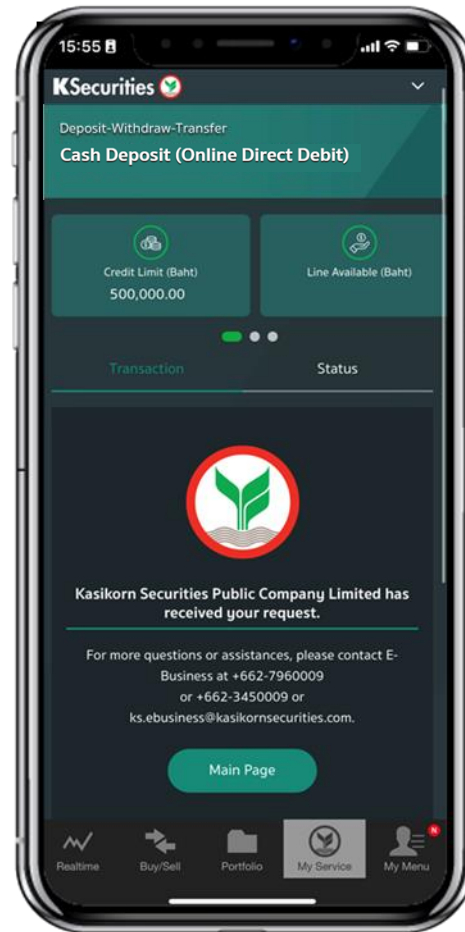 15:55
KSecurities
Deposit-Withdraw-Transfer
Cash Deposit (Online Direct Debit)
Credit Limit (Baht)
500,000.00
Line Available (Baht)
Transaction
Status
Kasikorn Securities Public Company Limited has
received your request.
For more questions or assistances, please contact E-
Business at +662-7960009
or +662-3450009 or
ks.ebusiness@kasikornsecurities.com.
Main Page
Realtime
Buy/Sell
Portfolio
My Service
My Menu
N